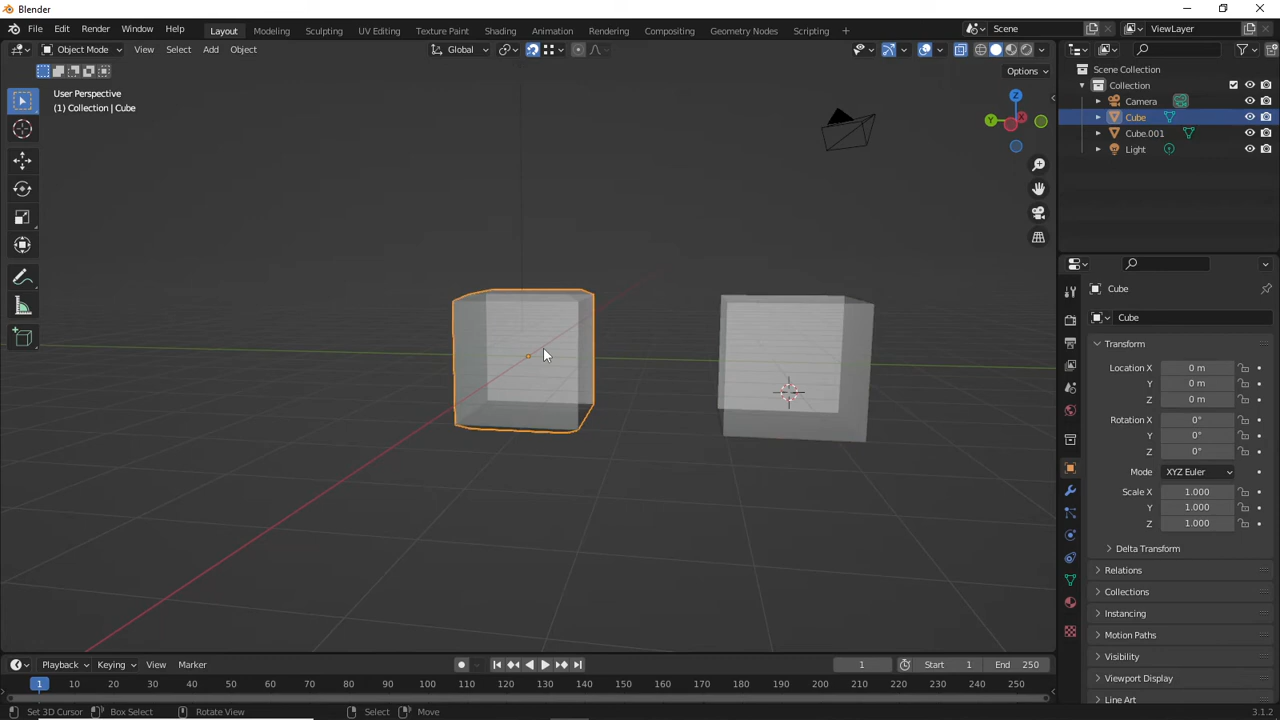 Blender
File Edit Render Window Help Layout Modeling Sculpting UV Editing Texture Paint Shading Animation Rendering Compositing Geometry Nodes Scripting + Scene ViewLayer
Object Mode View Select Add Object Global
Options
User Perspective
(1) Collection | Cube
Z
Y
X
Scene Collection
Collection
Camera
Cube
Cube.001
Light
Cube
Cube
Transform
Location X 0 m
Y 0 m
Z 0 m
Rotation X 0°
Y 0°
Z 0°
Mode XYZ Euler
Scale X 1.000
Y 1.000
Z 1.000
Delta Transform
Relations
Collections
Instancing
Motion Paths
Visibility
Viewport Display
Line Art
Playback Keying View Marker 1 Start 1 End 250
1 10 20 30 40 50 60 70 80 90 100 110 120 130 140 150 160 170 180 190 200 210 220 230 240 250
Set 3D Cursor Box Select Rotate View Select Move 3.1.2